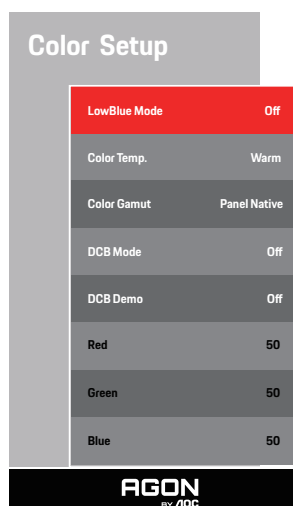 Color Setup
LowBlue Mode Off
Color Temp. Warm
Color Gamut Panel Native
DCB Mode Off
DCB Demo Off
Red 50
Green 50
Blue 50
AGON
BY AOC